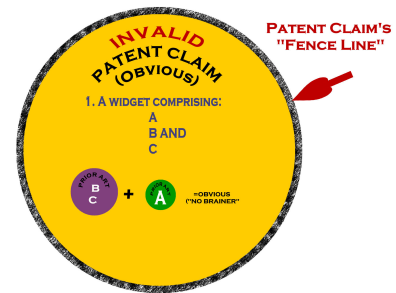 INVALID
PATENT CLAIM
(OBVIOUS)
PATENT CLAIM'S
"FENCE LINE"
1. A WIDGET COMPRISING:
A
B AND
C
PRIOR ART
B
C
+
PRIOR ART
A
=OBVIOUS
("NO BRAINER"